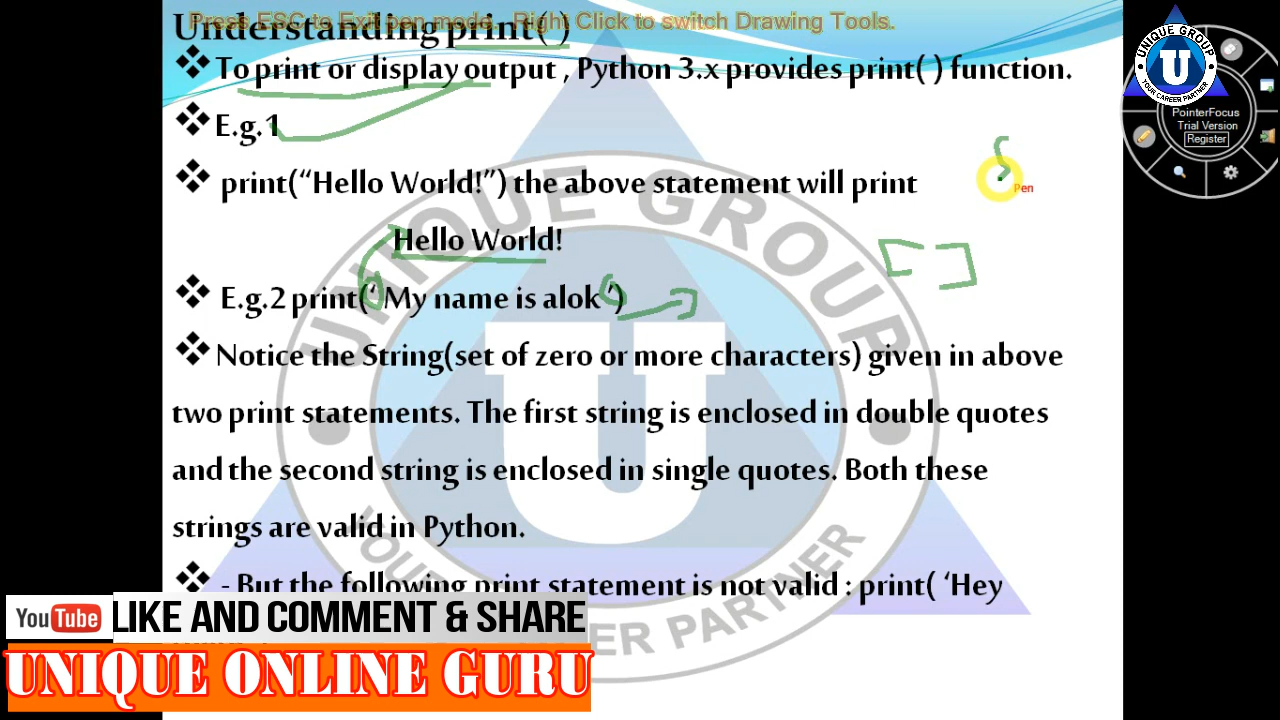 Press ESC to Exit pen mode. Right Click to switch Drawing Tools.
Understanding print( )
❖To print or display output , Python 3.x provides print( ) function.
❖E.g.1
❖ print(“Hello World!”) the above statement will print
Hello World!
❖ E.g.2 print(‘ My name is alok ’)
❖Notice the String(set of zero or more characters) given in above
two print statements. The first string is enclosed in double quotes
and the second string is enclosed in single quotes. Both these
strings are valid in Python.
❖ - But the following print statement is not valid : print( ‘Hey
YouTube LIKE AND COMMENT & SHARE
UNIQUE ONLINE GURU
UNIQUE GROUP
U
YOUR CAREER PARTNER
UNIQUE GROUP
U
YOUR CAREER PARTNER
PointerFocus
Trial Version
Register
Pen